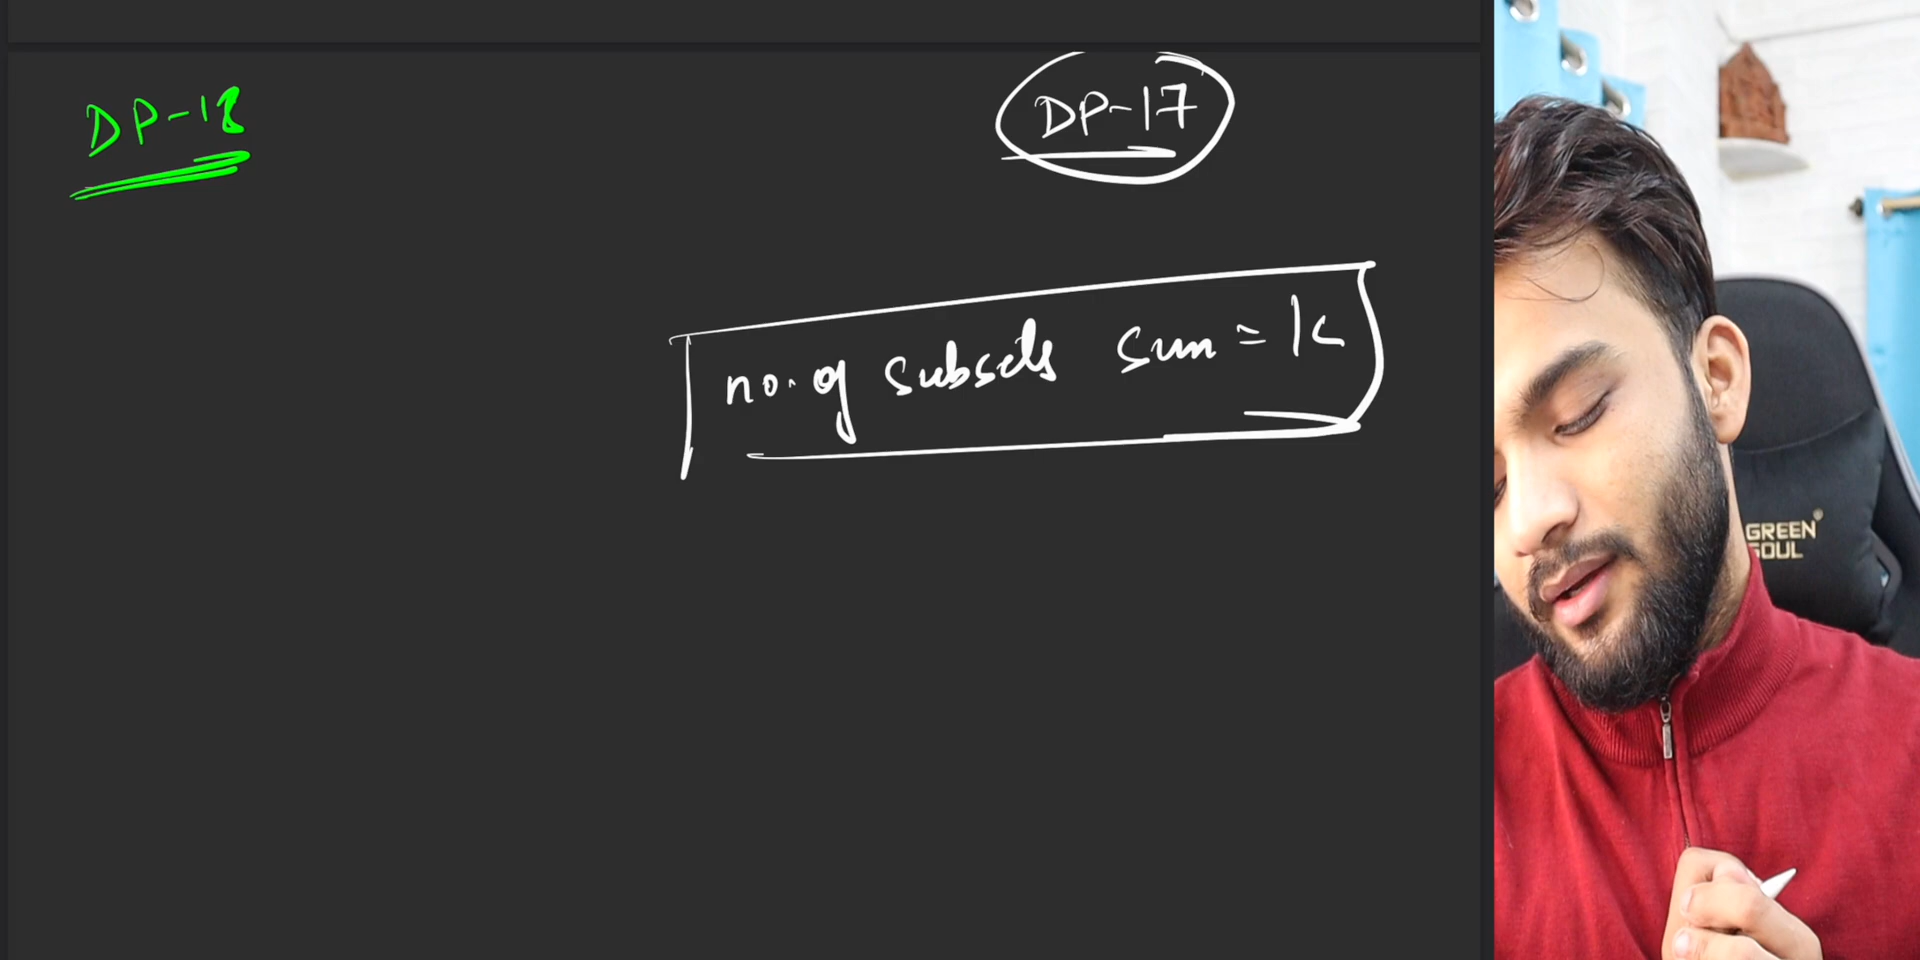 DP-18
DP-17
no. of subsets sum = k
GREEN
SOUL